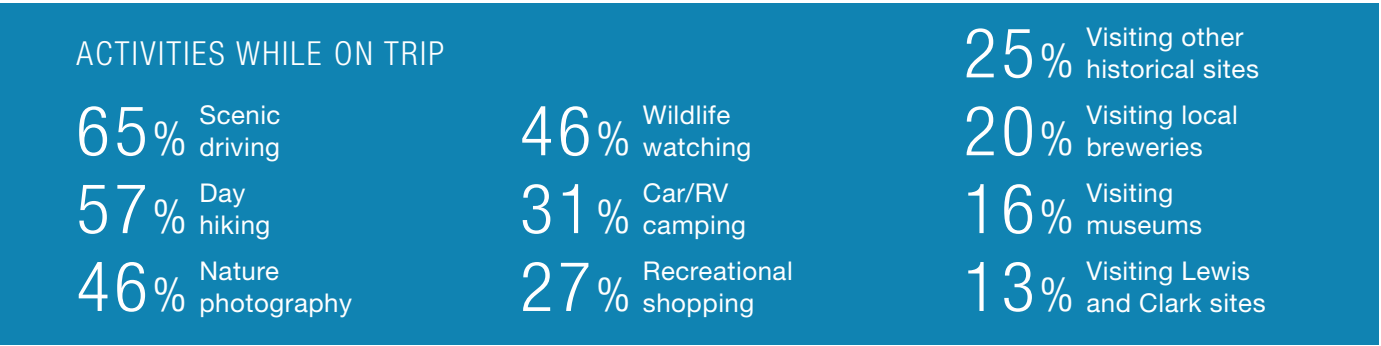 ACTIVITIES WHILE ON TRIP
65% Scenic
driving
57% Day
hiking
46% Nature
photography
46% Wildlife
watching
31% Car/RV
camping
27% Recreational
shopping
25% Visiting other
historical sites
20% Visiting local
breweries
16% Visiting
museums
13% Visiting Lewis
and Clark sites